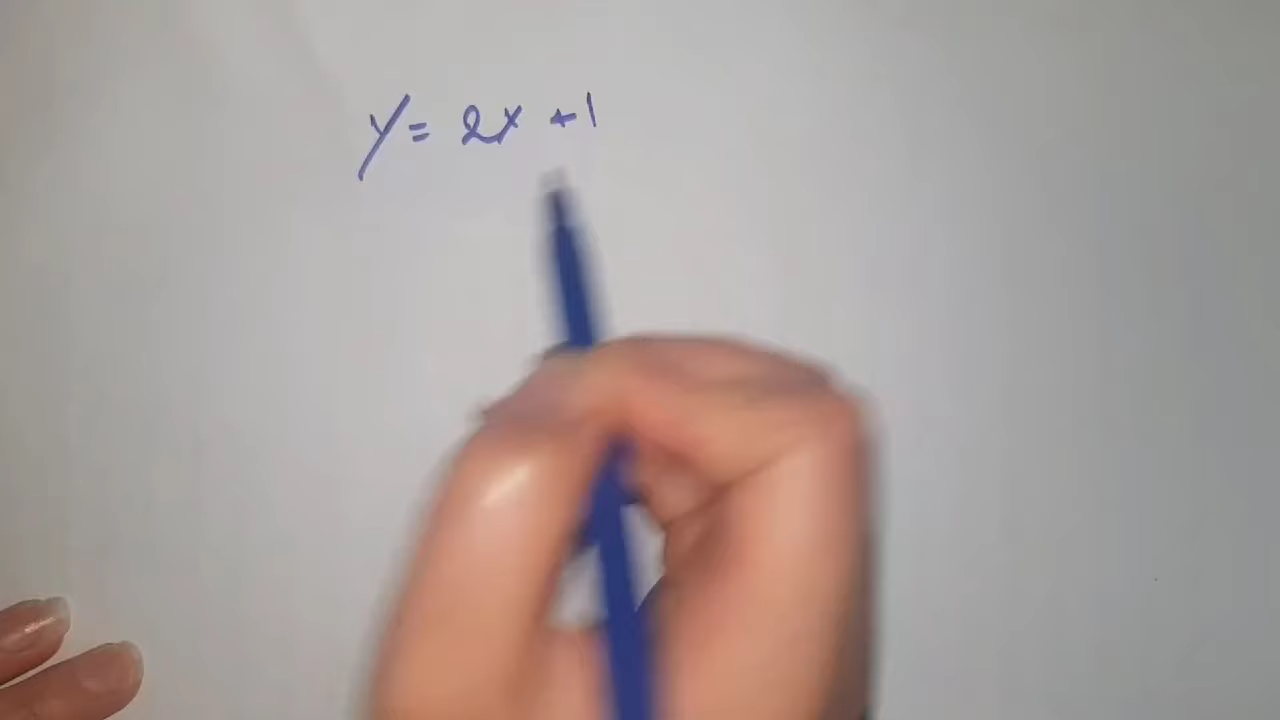 y = 2x + 1